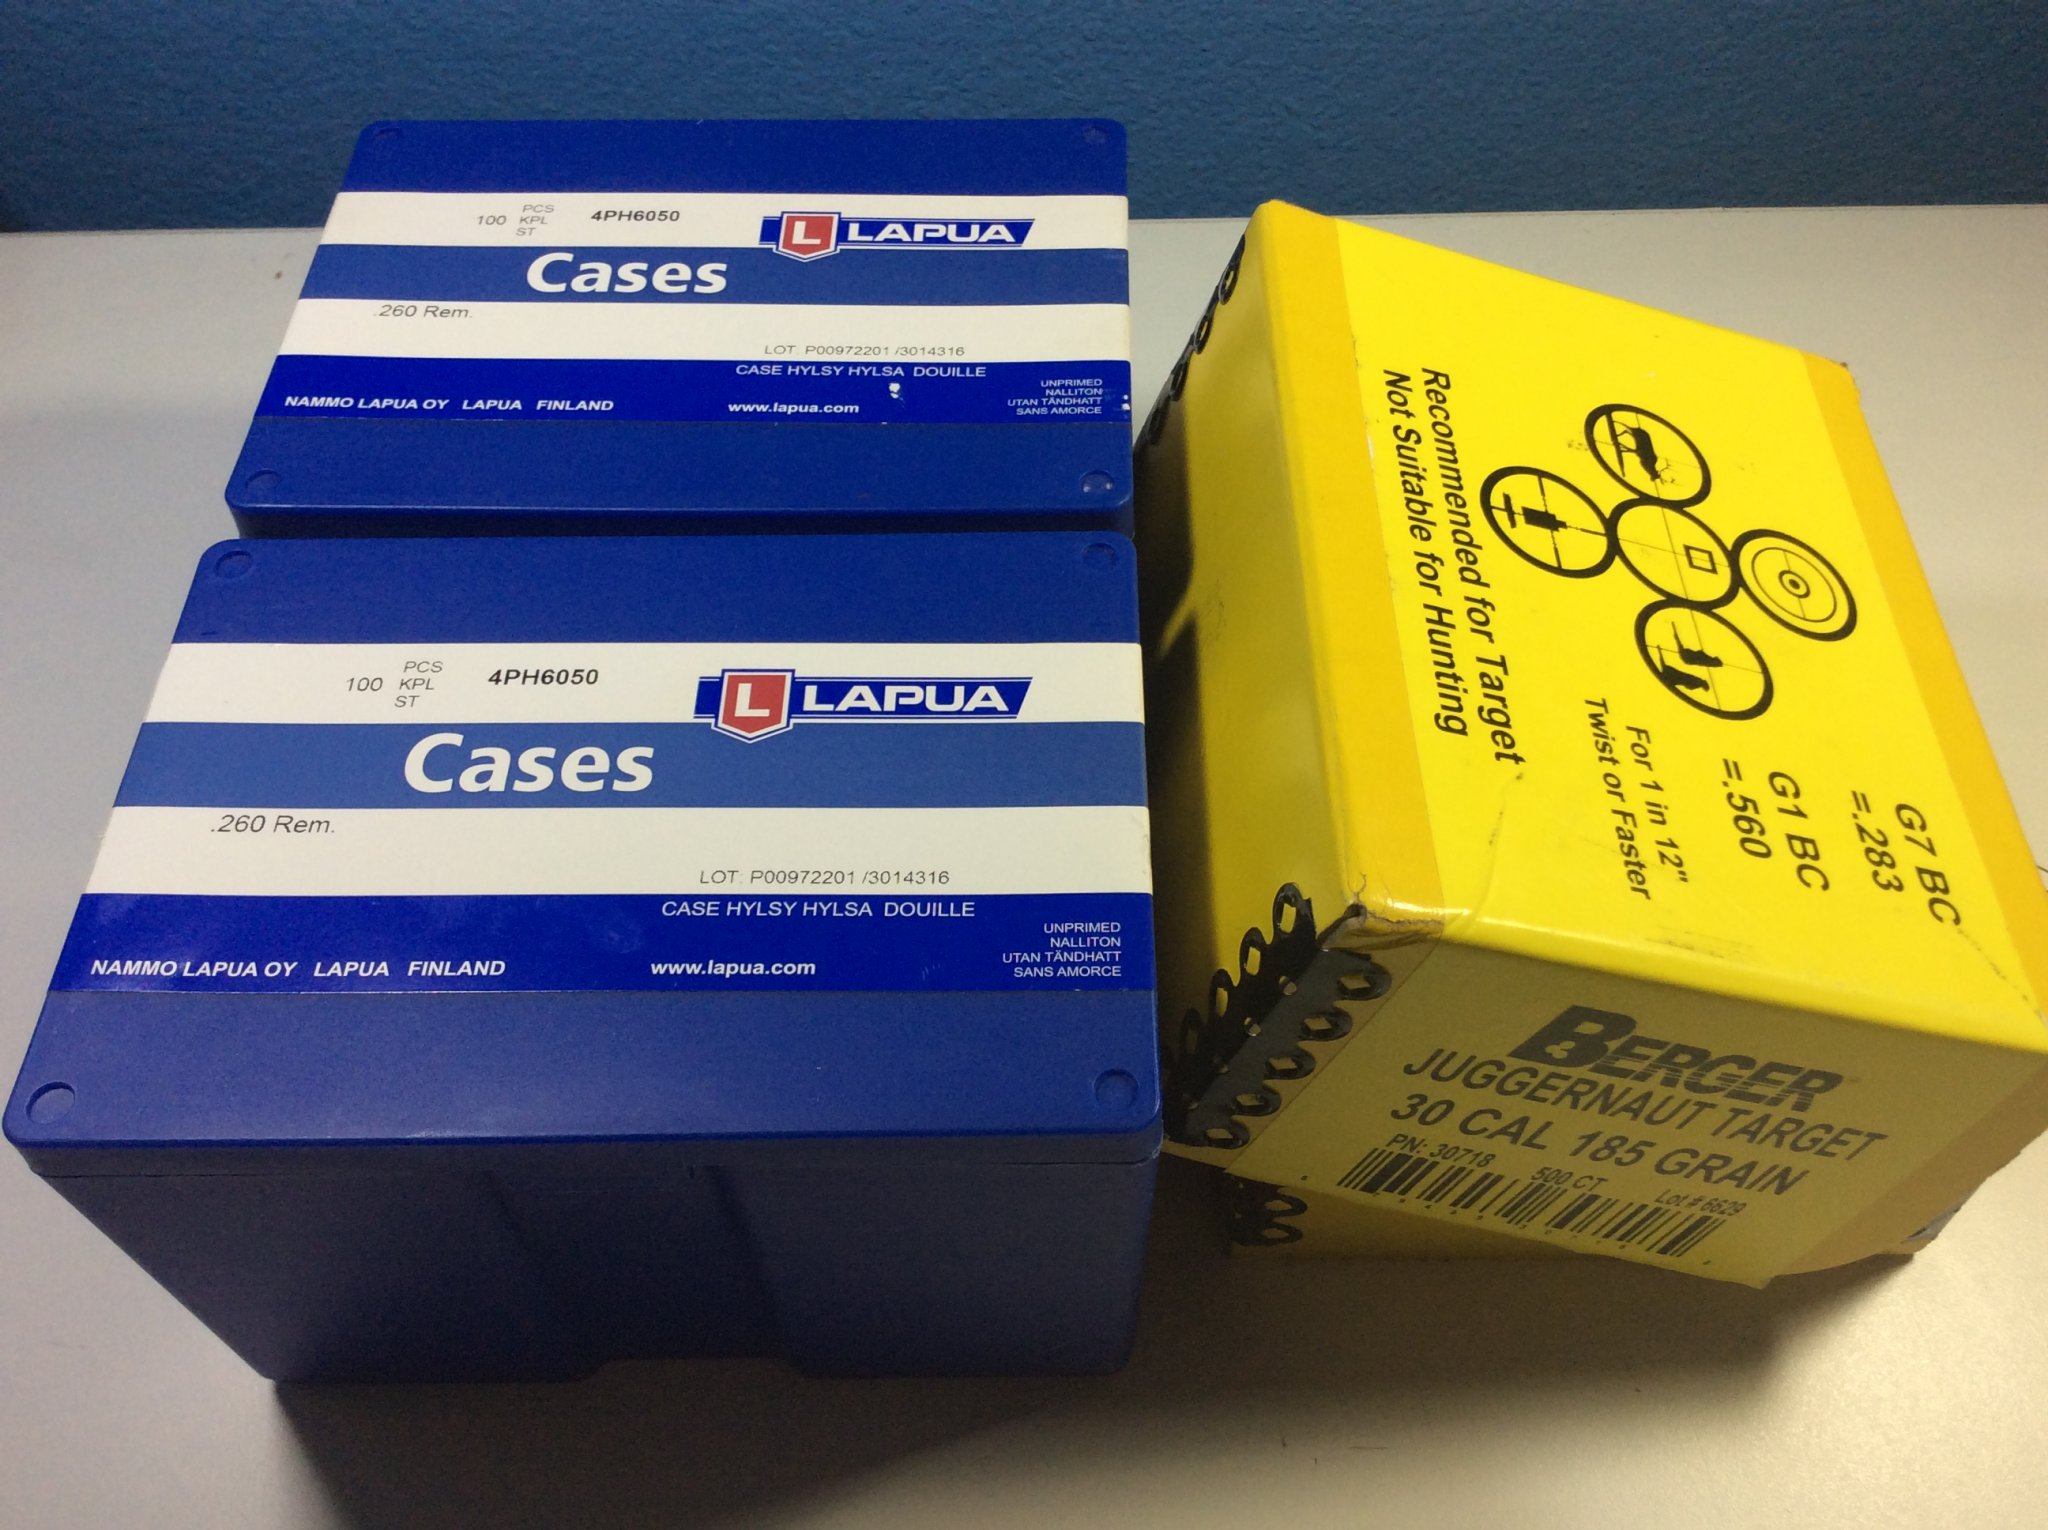 100 PCS
KPL
ST
4PH6050
L LAPUA
Cases
.260 Rem.
LOT: P00972201 /3014316
CASE HYLSY HYLSA DOUILLE
NAMMO LAPUA OY LAPUA FINLAND
www.lapua.com
UNPRIMED
NALLITON
UTAN TÄNDHATT
SANS AMORCE
100 PCS
KPL
ST
4PH6050
L LAPUA
Cases
.260 Rem.
LOT: P00972201 /3014316
CASE HYLSY HYLSA DOUILLE
NAMMO LAPUA OY LAPUA FINLAND
www.lapua.com
UNPRIMED
NALLITON
UTAN TÄNDHATT
SANS AMORCE
Recommended for Target
Not Suitable for Hunting
G7 BC
=.283
G1 BC
=.560
For 1 in 12"
Twist or Faster
BERGER
JUGGERNAUT TARGET
30 CAL 185 GRAIN
PN: 30718 500 CT Lot # 6629